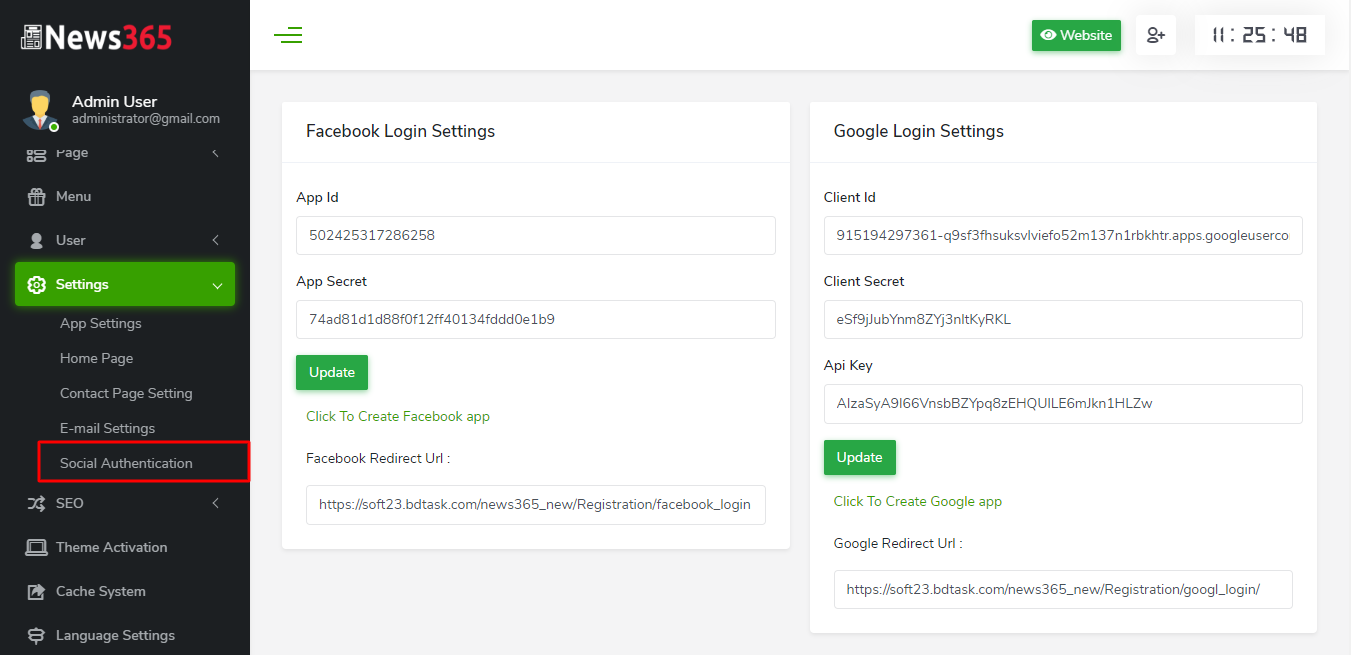 News365
Website
11:25:48
Admin User
administrator@gmail.com
Page
Menu
User
Settings
App Settings
Home Page
Contact Page Setting
E-mail Settings
Social Authentication
SEO
Theme Activation
Cache System
Language Settings
Facebook Login Settings
App Id
502425317286258
App Secret
74ad81d1d88f0f12ff40134fddd0e1b9
Update
Click To Create Facebook app
Facebook Redirect Url :
https://soft23.bdtask.com/news365_new/Registration/facebook_login
Google Login Settings
Client Id
915194297361-q9sf3fhsuksvlviefo52m137n1rbkhtr.apps.googleuserco
Client Secret
eSf9jJubYnm8ZYj3nltKyRKL
Api Key
AIzaSyA9I66VnsbBZYpq8zEHQUILE6mJkn1HLZw
Update
Click To Create Google app
Google Redirect Url :
https://soft23.bdtask.com/news365_new/Registration/googl_login/